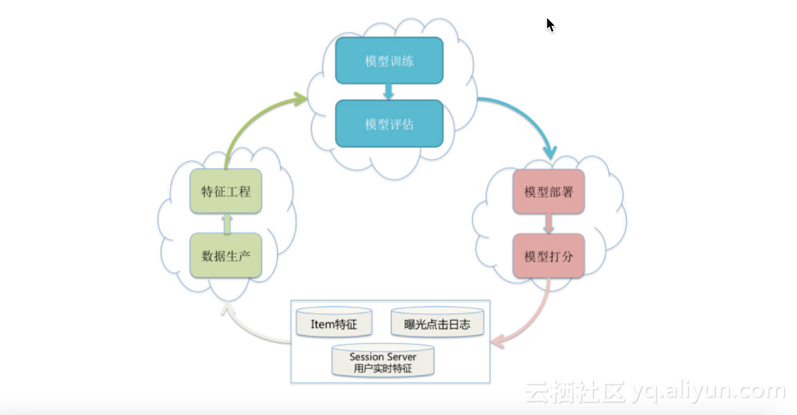 模型训练
模型评估
特征工程
数据生产
模型部署
模型打分
Item特征
曝光点击日志
Session Server
用户实时特征
云栖社区 yq.aliyun.com